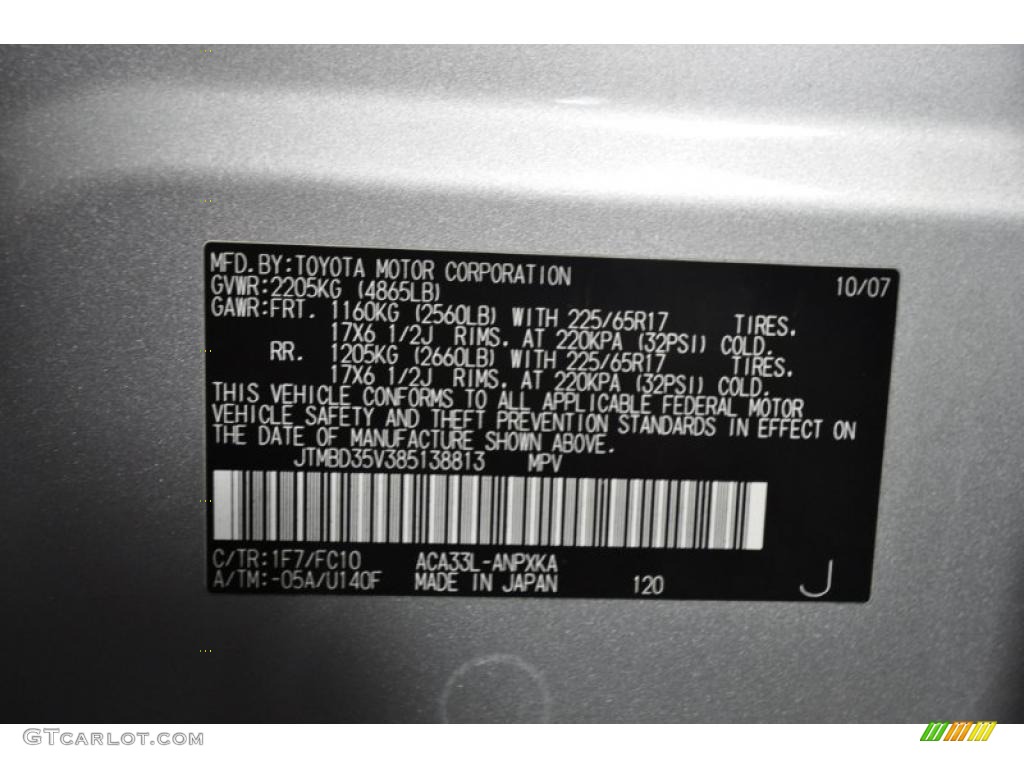 MFD.BY:TOYOTA MOTOR CORPORATION 10/07
GVWR:2205KG (4865LB)
GAWR:FRT. 1160KG (2560LB) WITH 225/65R17 TIRES.
17X6 1/2J RIMS. AT 220KPA (32PSI) COLD.
RR. 1205KG (2660LB) WITH 225/65R17 TIRES.
17X6 1/2J RIMS. AT 220KPA (32PSI) COLD.
THIS VEHICLE CONFORMS TO ALL APPLICABLE FEDERAL MOTOR
VEHICLE SAFETY AND THEFT PREVENTION STANDARDS IN EFFECT ON
THE DATE OF MANUFACTURE SHOWN ABOVE.
JTMBD35V385138813 MPV
C/TR:1F7/FC10 ACA33L-ANPXKA
A/TM:-05A/U140F MADE IN JAPAN 120 J
GTCARLOT.COM